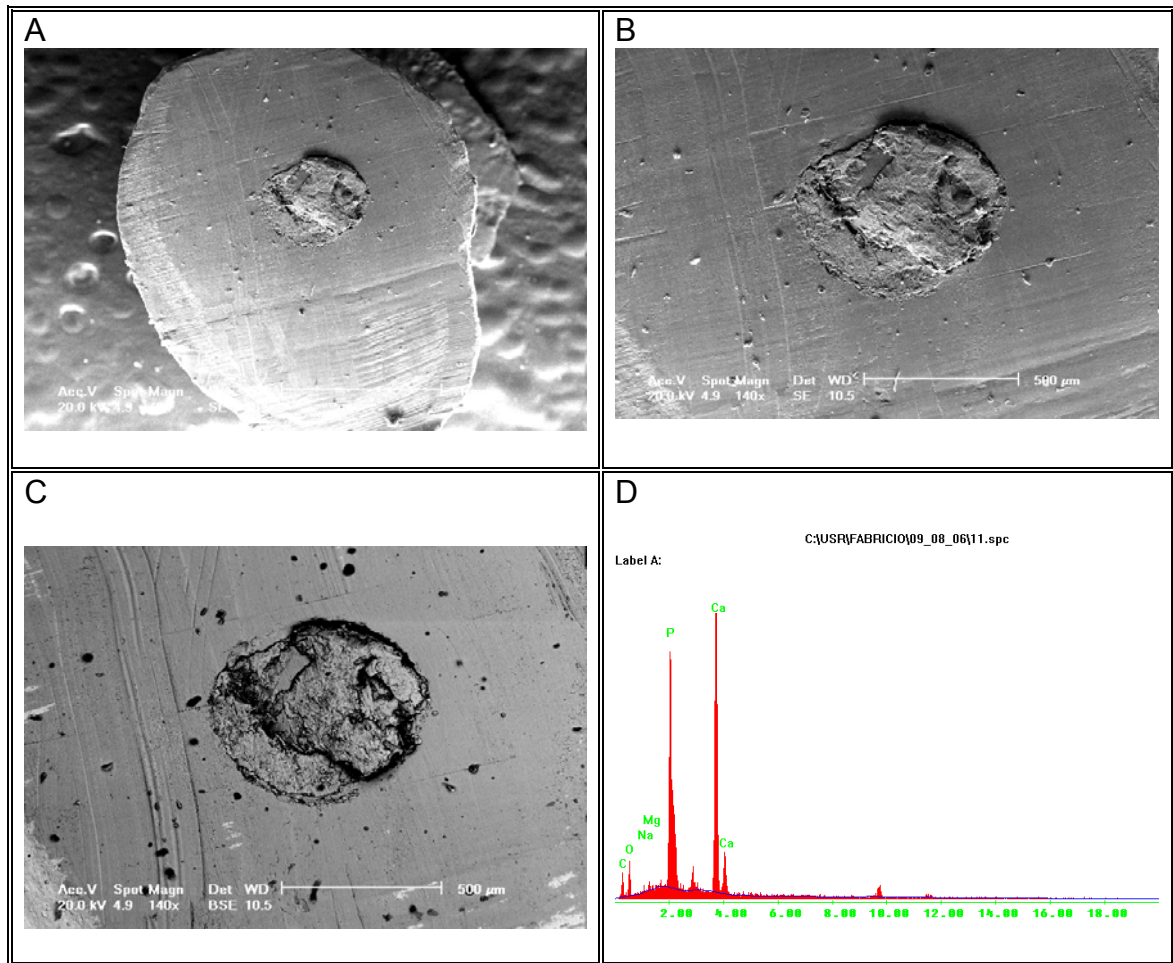 A
Acc.V Spot Magn
20.0 kV 4.9
B
Acc.V Spot Magn Det WD
20.0 kV 4.9 140x SE 10.5
500 µm
C
Acc.V Spot Magn Det WD
20.0 kV 4.9 140x BSE 10.5
500 µm
D
C:\USR\FABRICIO\09_08_06\11.spc
Label A:
Ca
P
Mg
Na
O
C
Ca
2.00 4.00 6.00 8.00 10.00 12.00 14.00 16.00 18.00